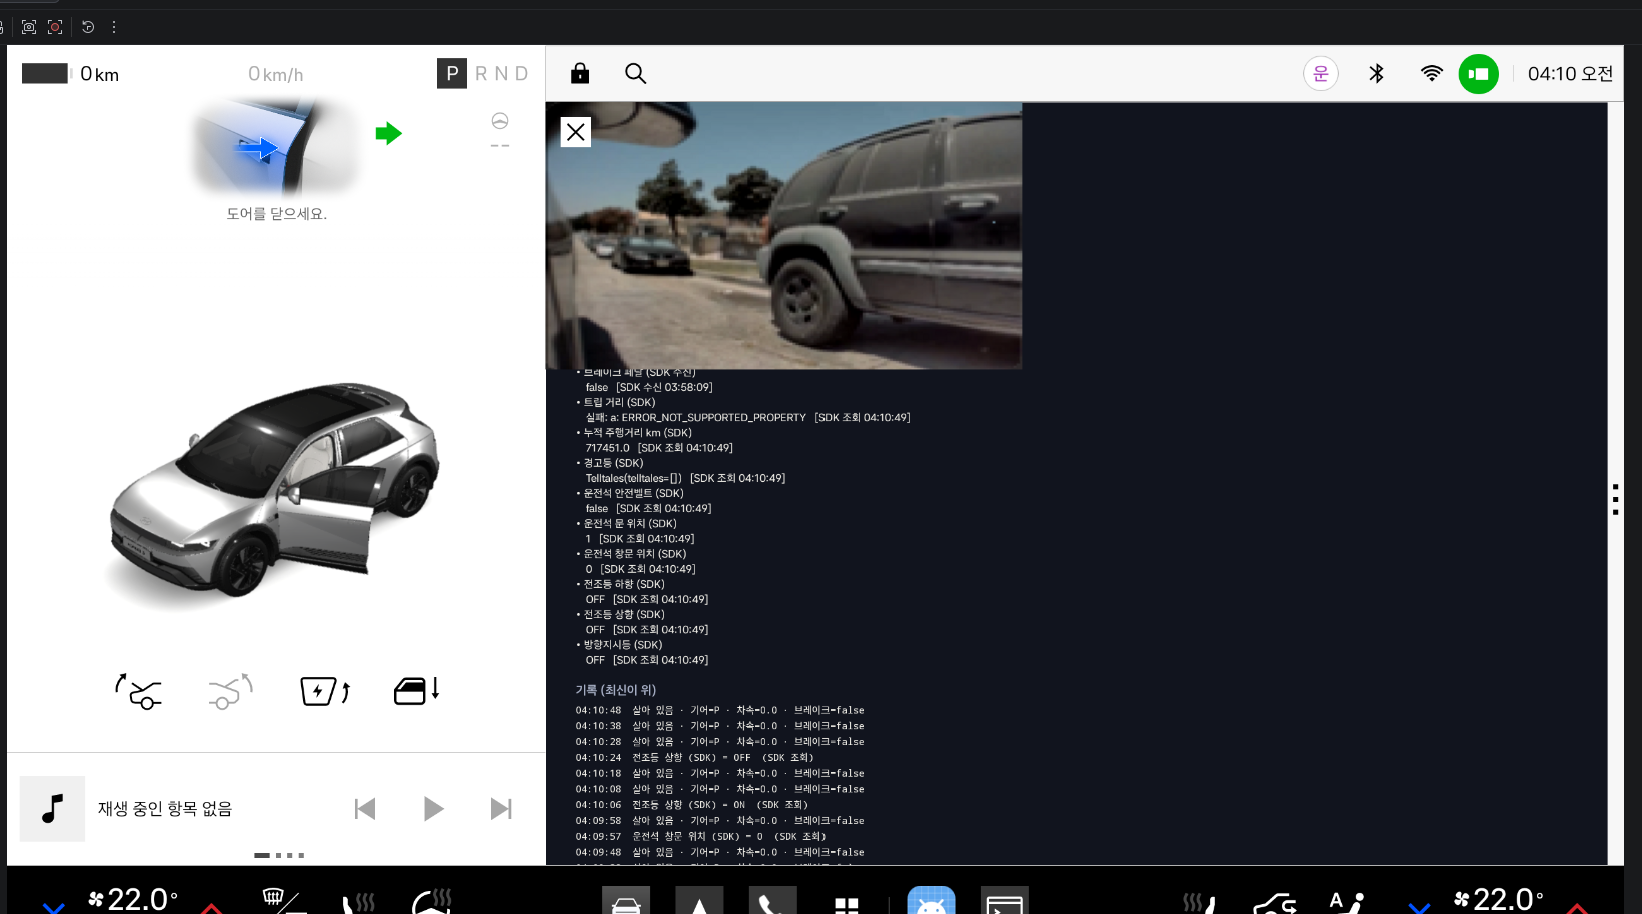 0 km
0 km/h
P R N D
운
04:10 오전
도어를 닫으세요.
--
• 브레이크 페달 (SDK 수신)
false [SDK 수신 03:58:09]
• 트립 거리 (SDK)
실패: a: ERROR_NOT_SUPPORTED_PROPERTY [SDK 조회 04:10:49]
• 누적 주행거리 km (SDK)
717451.0 [SDK 조회 04:10:49]
• 경고등 (SDK)
Telltales(telltales=[]) [SDK 조회 04:10:49]
• 운전석 안전벨트 (SDK)
false [SDK 조회 04:10:49]
• 운전석 문 위치 (SDK)
1 [SDK 조회 04:10:49]
• 운전석 창문 위치 (SDK)
0 [SDK 조회 04:10:49]
• 전조등 하향 (SDK)
OFF [SDK 조회 04:10:49]
• 전조등 상향 (SDK)
OFF [SDK 조회 04:10:49]
• 방향지시등 (SDK)
OFF [SDK 조회 04:10:49]
기록 (최신이 위)
04:10:48 살아 있음 · 기어=P · 차속=0.0 · 브레이크=false
04:10:38 살아 있음 · 기어=P · 차속=0.0 · 브레이크=false
04:10:28 살아 있음 · 기어=P · 차속=0.0 · 브레이크=false
04:10:24 전조등 상향 (SDK) = OFF (SDK 조회)
04:10:18 살아 있음 · 기어=P · 차속=0.0 · 브레이크=false
04:10:08 살아 있음 · 기어=P · 차속=0.0 · 브레이크=false
04:10:06 전조등 상향 (SDK) = ON (SDK 조회)
04:09:58 살아 있음 · 기어=P · 차속=0.0 · 브레이크=false
04:09:57 운전석 창문 위치 (SDK) = 0 (SDK 조회)
04:09:48 살아 있음 · 기어=P · 차속=0.0 · 브레이크=false
재생 중인 항목 없음
22.0°
A
22.0°